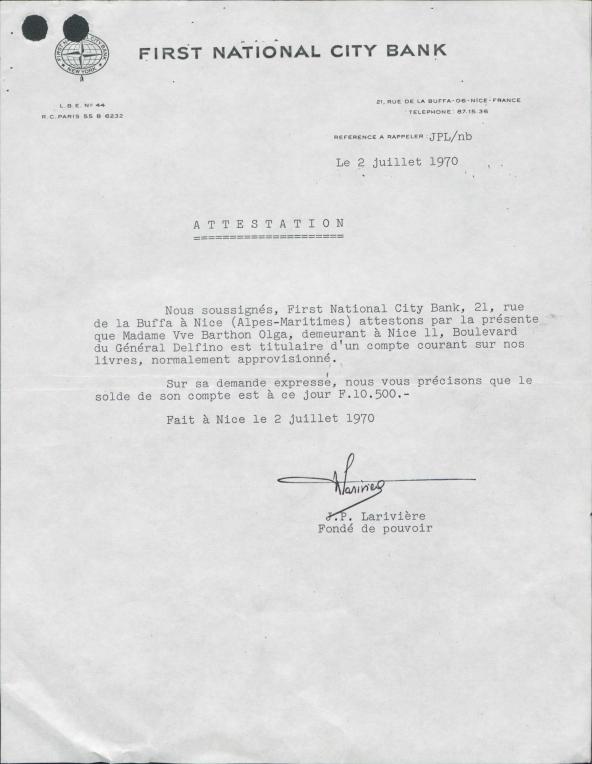 FIRST NATIONAL CITY BANK
NEW YORK
FIRST NATIONAL CITY BANK
L.B.E. Nº 44
R.C. PARIS 55 B 6232
21, RUE DE LA BUFFA-06-NICE-FRANCE
TELEPHONE: 87.15.36
REFERENCE A RAPPELER: JPL/nb
Le 2 juillet 1970
ATTESTATION
Nous soussignés, First National City Bank, 21, rue
de la Buffa à Nice (Alpes-Maritimes) attestons par la présente
que Madame Vve Barthon Olga, demeurant à Nice 11, Boulevard
du Général Delfino est titulaire d'un compte courant sur nos
livres, normalement approvisionné.
Sur sa demande expresse, nous vous précisons que le
solde de son compte est à ce jour F.10.500.-
Fait à Nice le 2 juillet 1970
J.P. Larivière
Fondé de pouvoir